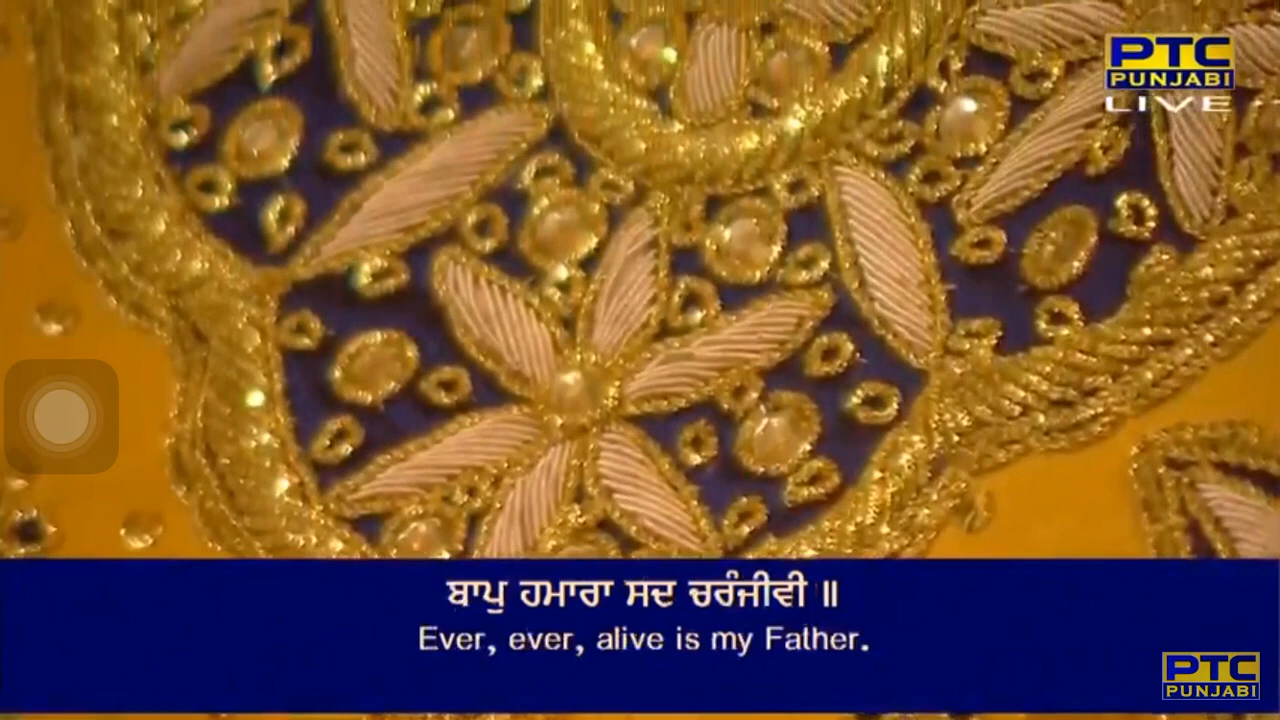 PTC
PUNJABI
LIVE
ਬਾਪੁ ਹਮਾਰਾ ਸਦ ਚਰੰਜੀਵੀ ॥
Ever, ever, alive is my Father.
PTC
PUNJABI